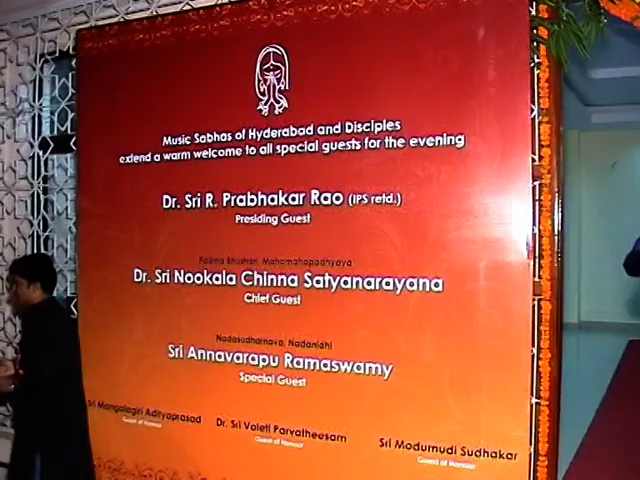 Music Sabhas of Hyderabad and Disciples
extend a warm welcome to all special guests for the evening
Dr. Sri R. Prabhakar Rao (IPS retd.)
Presiding Guest
Padma Bhushan, Mahamahopadhyaya
Dr. Sri Nookala Chinna Satyanarayana
Chief Guest
Nadasudharnava, Nadanidhi
Sri Annavarapu Ramaswamy
Special Guest
Sri Mangalagiri Adityaprasad
Guest of Honour
Dr. Sri Voleti Parvatheesam
Guest of Honour
Sri Modumudi Sudhakar
Guest of Honour